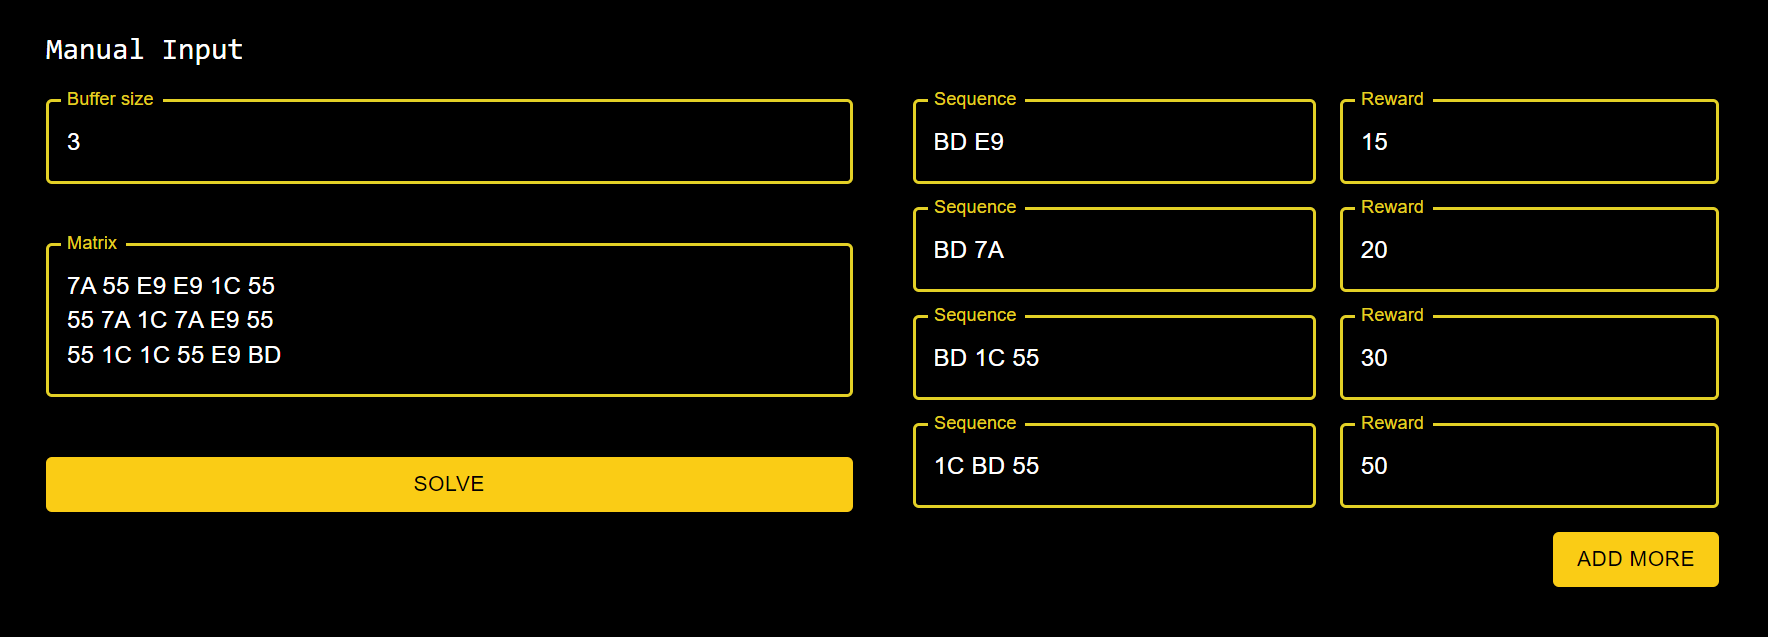 Manual Input
Buffer size
3
Matrix
7A 55 E9 E9 1C 55
55 7A 1C 7A E9 55
55 1C 1C 55 E9 BD
SOLVE
Sequence
BD E9
Reward
15
Sequence
BD 7A
Reward
20
Sequence
BD 1C 55
Reward
30
Sequence
1C BD 55
Reward
50
ADD MORE